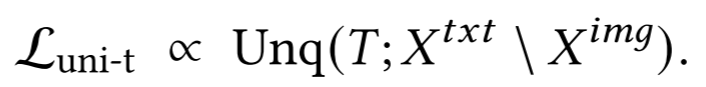 ℒ_uni-t ∝ Unq(T; X^txt \ X^img).